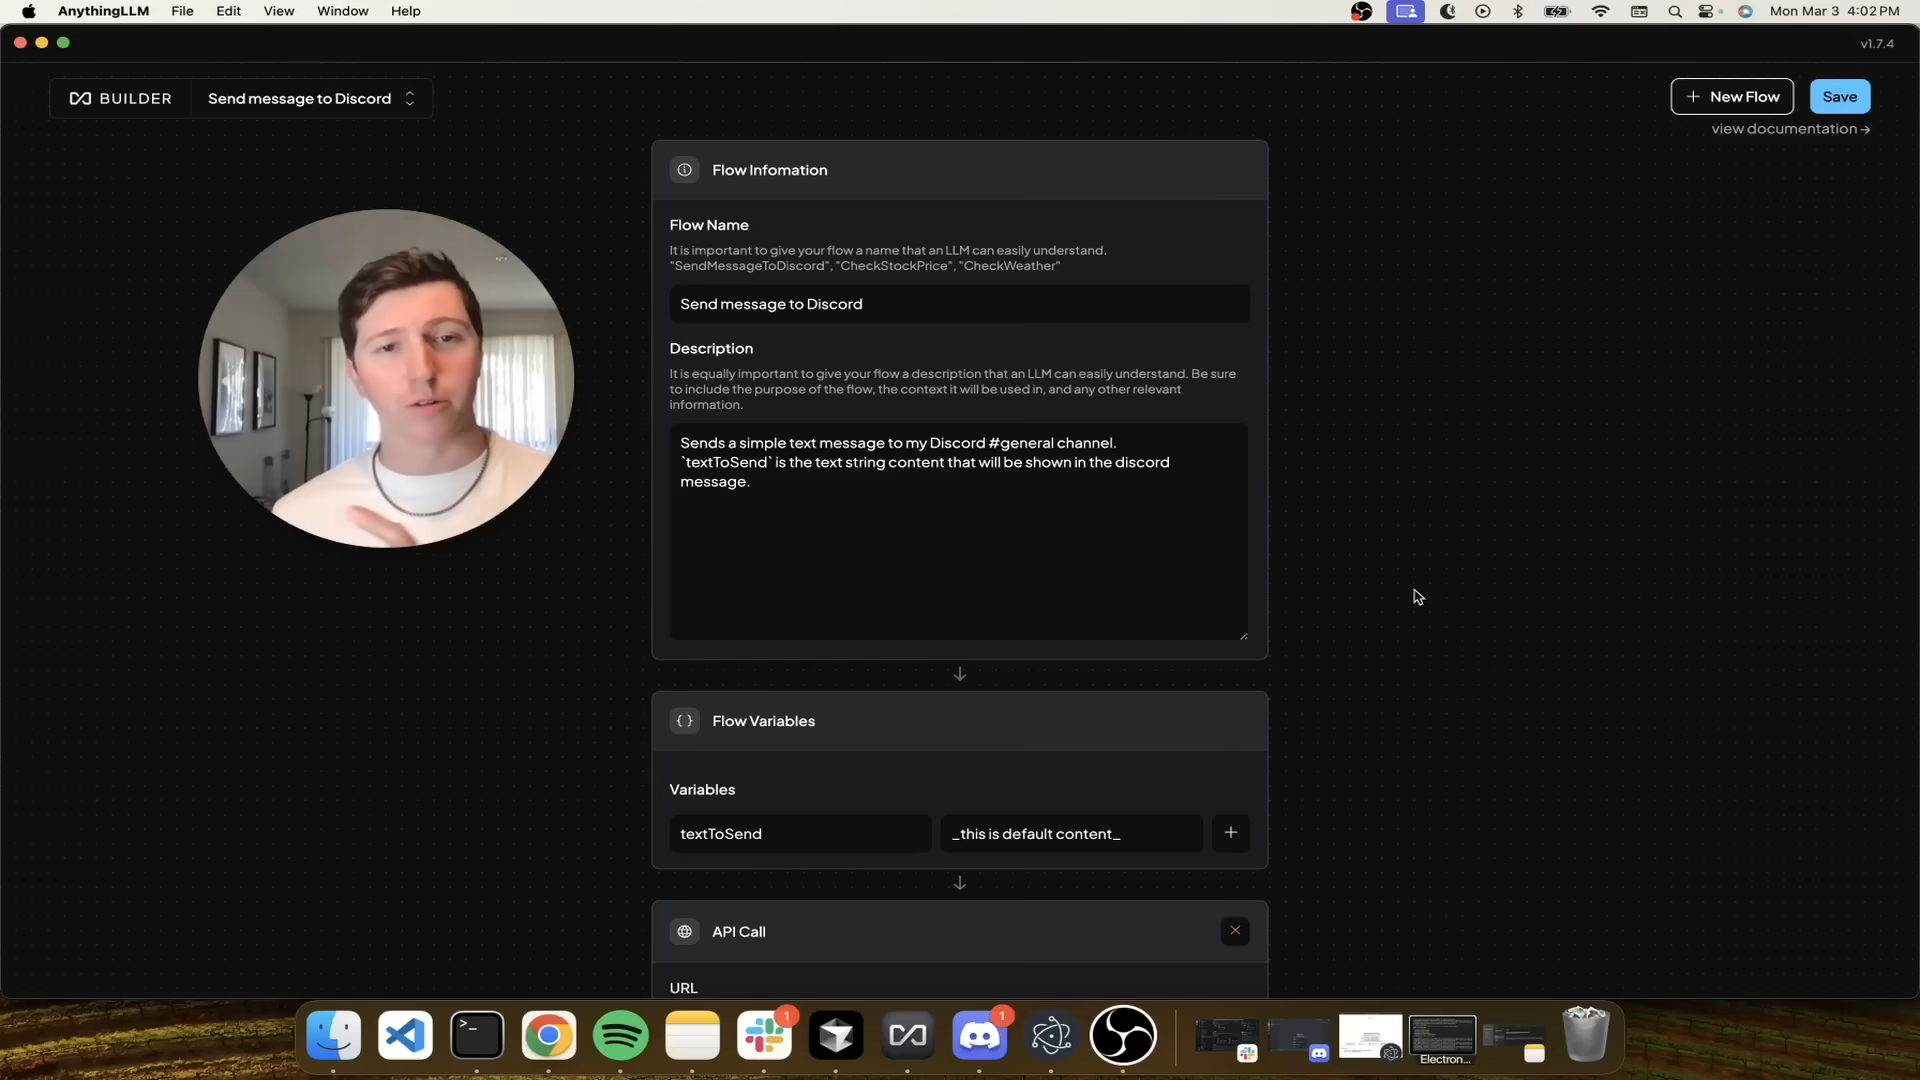 AnythingLLM File Edit View Window Help Mon Mar 3 4:02 PM
v1.7.4
BUILDER Send message to Discord
+ New Flow Save
view documentation →
Flow Infomation
Flow Name
It is important to give your flow a name that an LLM can easily understand.
"SendMessageToDiscord", "CheckStockPrice", "CheckWeather"
Send message to Discord
Description
It is equally important to give your flow a description that an LLM can easily understand. Be sure
to include the purpose of the flow, the context it will be used in, and any other relevant
information.
Sends a simple text message to my Discord #general channel.
`textToSend` is the text string content that will be shown in the discord
message.
{ } Flow Variables
Variables
textToSend _this is default content_ +
API Call
URL
1 1
>_
Electron...